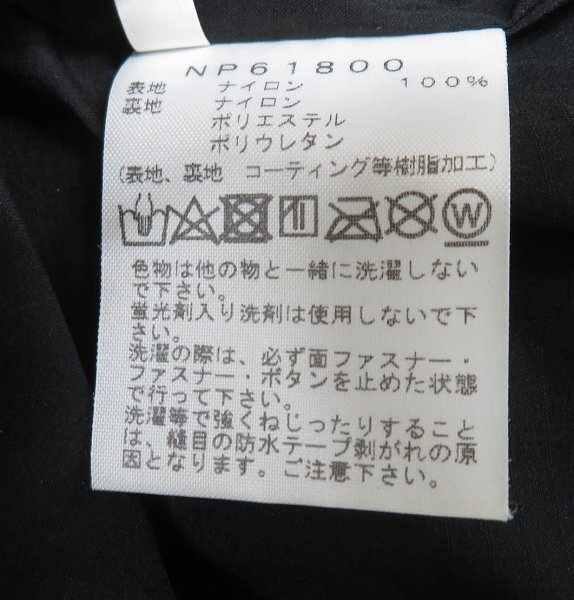 NP61800
表地 ナイロン 100%
裏地 ナイロン
ポリエステル
ポリウレタン
(表地、裏地 コーティング等樹脂加工)
W
色物は他の物と一緒に洗濯しない
で下さい。
蛍光剤入り洗剤は使用しないで下
さい。
洗濯の際は、必ず面ファスナー・
ファスナー・ボタンを止めた状態
で行って下さい。
洗濯等で強くねじったりすること
は、縫目の防水テープ剥がれの原
因となります。ご注意下さい。